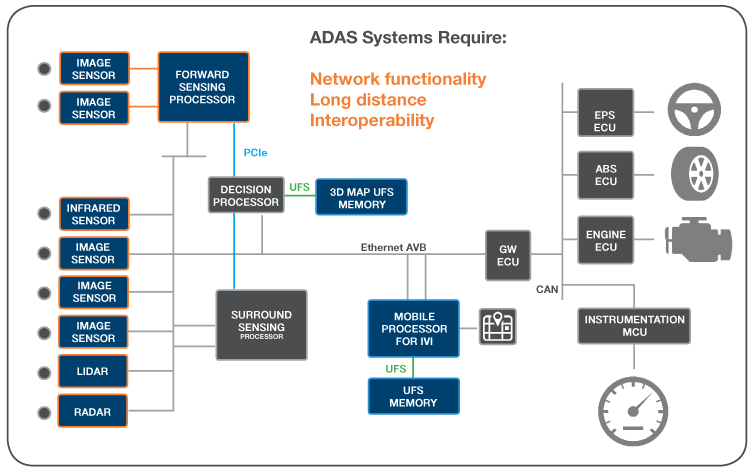 ADAS Systems Require:
Network functionality
Long distance
Interoperability
IMAGE
SENSOR
IMAGE
SENSOR
FORWARD
SENSING
PROCESSOR
PCIe
DECISION
PROCESSOR
UFS
3D MAP UFS
MEMORY
INFRARED
SENSOR
IMAGE
SENSOR
IMAGE
SENSOR
IMAGE
SENSOR
LIDAR
RADAR
SURROUND
SENSING
PROCESSOR
Ethernet AVB
MOBILE
PROCESSOR
FOR IVI
UFS
UFS
MEMORY
GW
ECU
CAN
EPS
ECU
ABS
ECU
ENGINE
ECU
INSTRUMENTATION
MCU